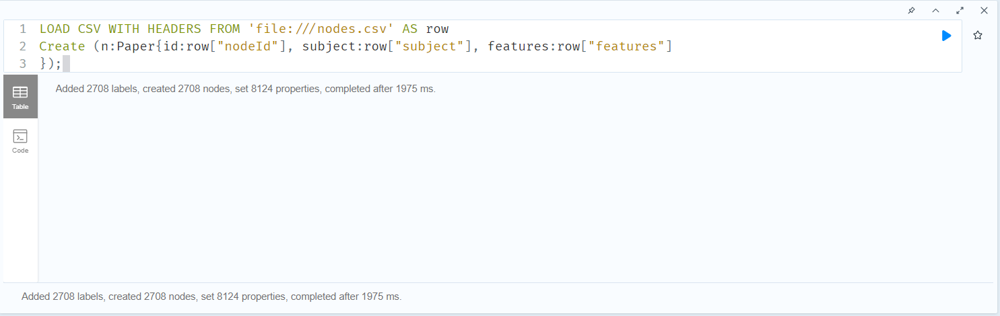 1 LOAD CSV WITH HEADERS FROM 'file:///nodes.csv' AS row
2 Create (n:Paper{id:row["nodeId"], subject:row["subject"], features:row["features"]
3 });
Table
Added 2708 labels, created 2708 nodes, set 8124 properties, completed after 1975 ms.
Code
Added 2708 labels, created 2708 nodes, set 8124 properties, completed after 1975 ms.